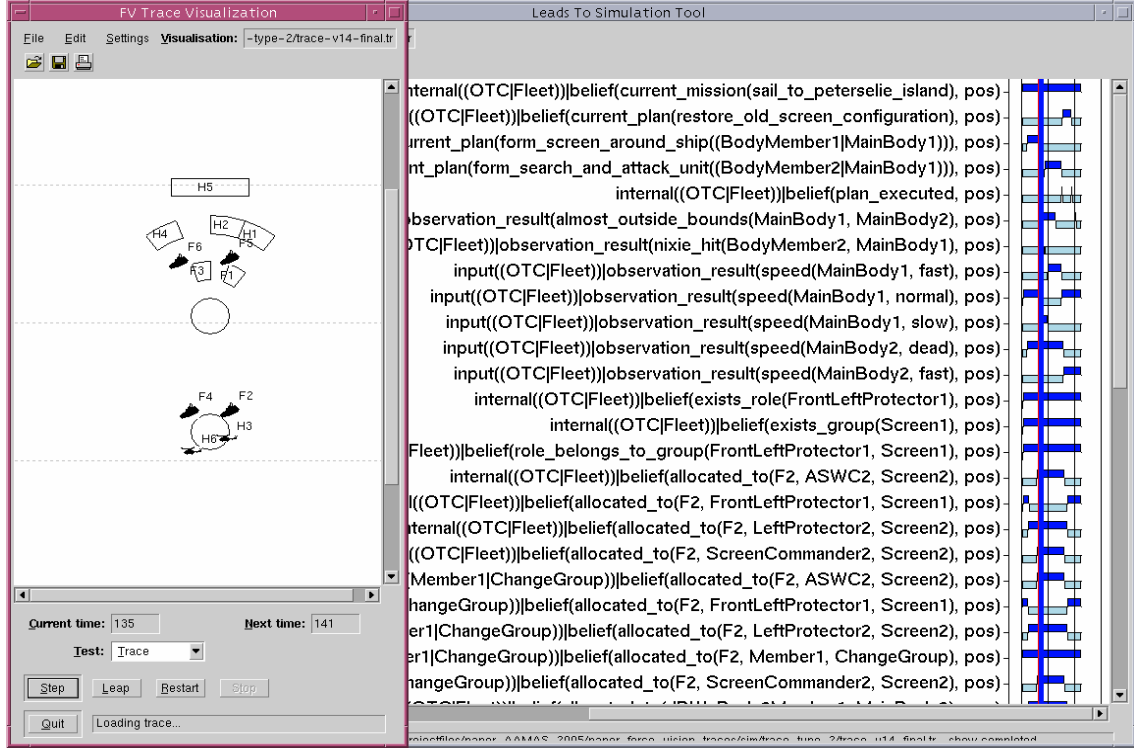 FV Trace Visualization
File Edit Settings Visualisation: -type-2/trace-v14-final.tr
H5
H4 H2 H1
F6 F5
F3 F1
F4 F2
H3
H6
Current time: 135 Next time: 141
Test: Trace
Step Leap Restart Stop
Quit Loading trace...
Leads To Simulation Tool
nternal((OTC|Fleet))|belief(current_mission(sail_to_peterselie_island), pos)
((OTC|Fleet))|belief(current_plan(restore_old_screen_configuration), pos)
urrent_plan(form_screen_around_ship((BodyMember1|MainBody1))), pos)
nt_plan(form_search_and_attack_unit((BodyMember2|MainBody1))), pos)
internal((OTC|Fleet))|belief(plan_executed, pos)
bservation_result(almost_outside_bounds(MainBody1, MainBody2), pos)
OTC|Fleet))|observation_result(nixie_hit(BodyMember2, MainBody1), pos)
input((OTC|Fleet))|observation_result(speed(MainBody1, fast), pos)
input((OTC|Fleet))|observation_result(speed(MainBody1, normal), pos)
input((OTC|Fleet))|observation_result(speed(MainBody1, slow), pos)
input((OTC|Fleet))|observation_result(speed(MainBody2, dead), pos)
input((OTC|Fleet))|observation_result(speed(MainBody2, fast), pos)
internal((OTC|Fleet))|belief(exists_role(FrontLeftProtector1), pos)
internal((OTC|Fleet))|belief(exists_group(Screen1), pos)
Fleet))|belief(role_belongs_to_group(FrontLeftProtector1, Screen1), pos)
internal((OTC|Fleet))|belief(allocated_to(F2, ASWC2, Screen2), pos)
l((OTC|Fleet))|belief(allocated_to(F2, FrontLeftProtector1, Screen1), pos)
nternal((OTC|Fleet))|belief(allocated_to(F2, LeftProtector2, Screen2), pos)
((OTC|Fleet))|belief(allocated_to(F2, ScreenCommander2, Screen2), pos)
(Member1|ChangeGroup))|belief(allocated_to(F2, ASWC2, Screen2), pos)
hangeGroup))|belief(allocated_to(F2, FrontLeftProtector1, Screen1), pos)
er1|ChangeGroup))|belief(allocated_to(F2, LeftProtector2, Screen2), pos)
er1|ChangeGroup))|belief(allocated_to(F2, Member1, ChangeGroup), pos)
hangeGroup))|belief(allocated_to(F2, ScreenCommander2, Screen2), pos)